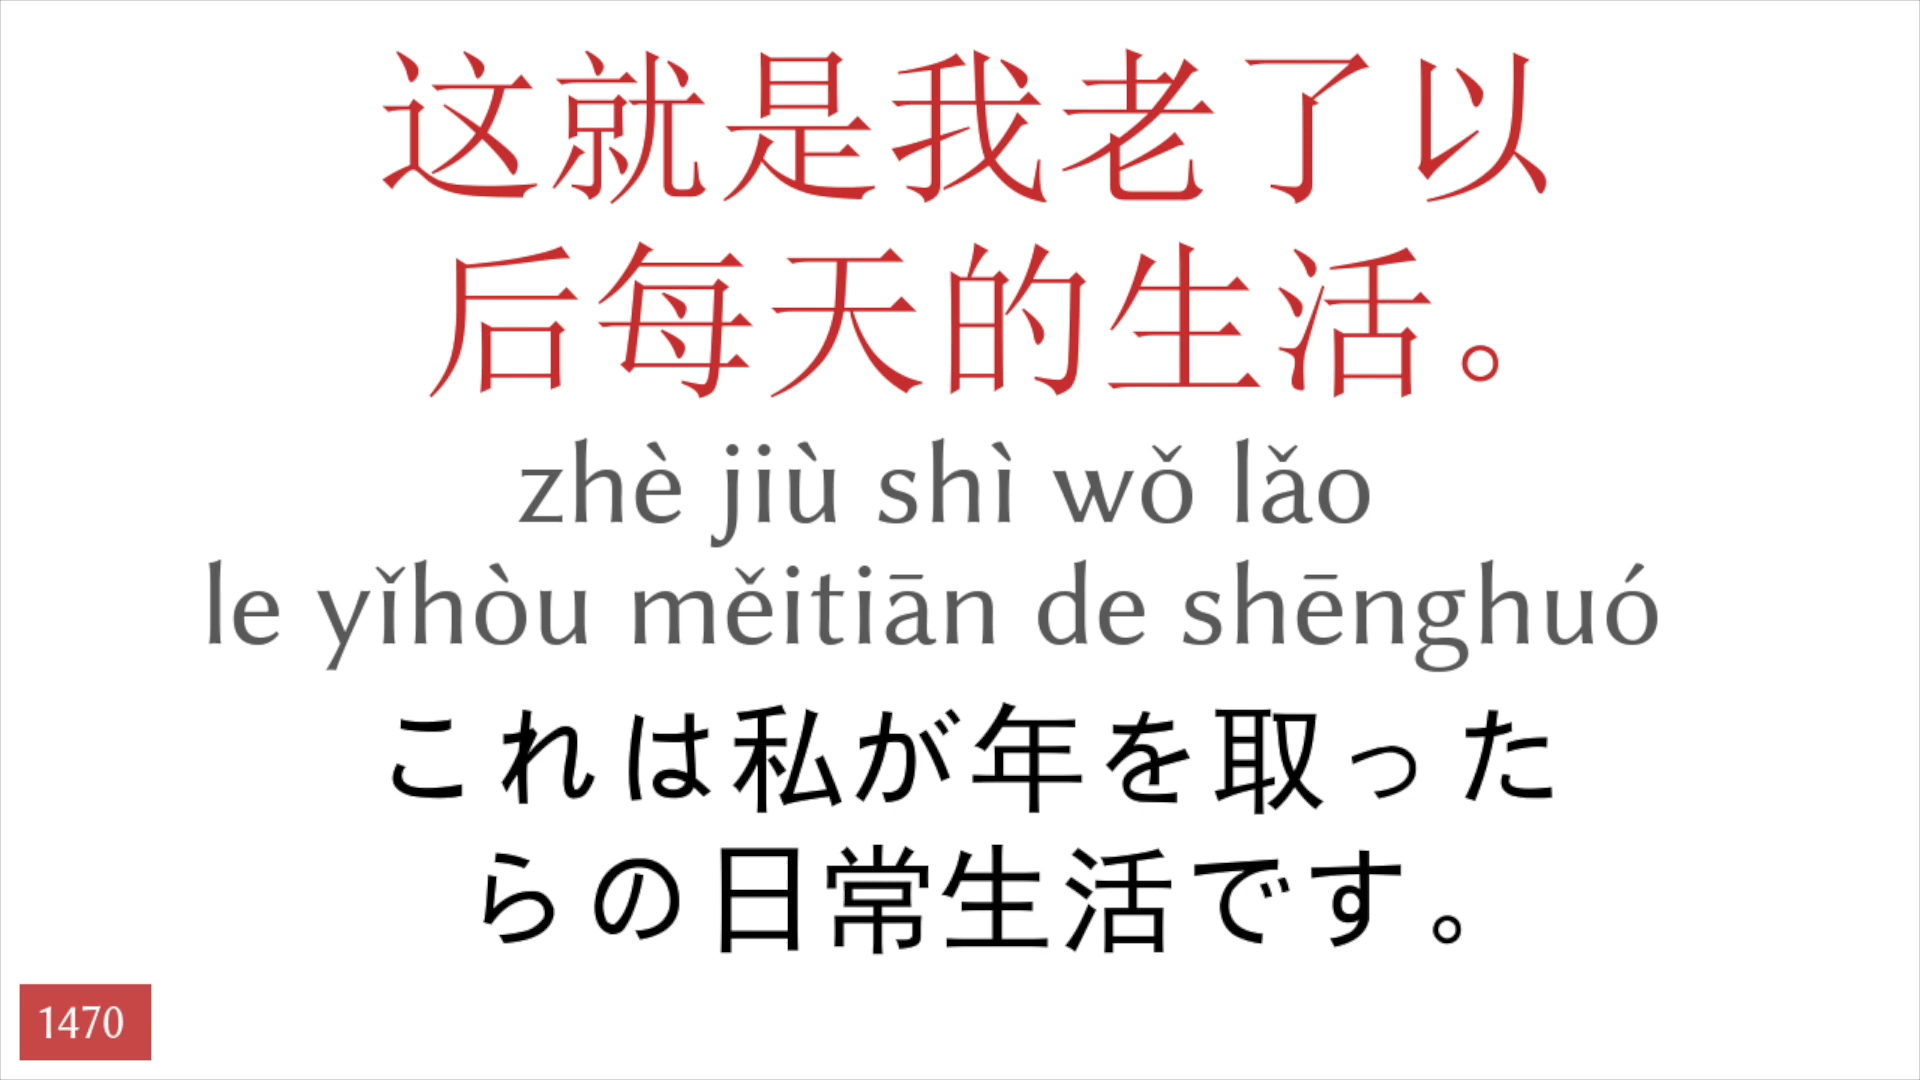 这就是我老了以
后每天的生活。
zhè jiù shì wǒ lǎo
le yǐhòu měitiān de shēnghuó
これは私が年を取った
らの日常生活です。
1470